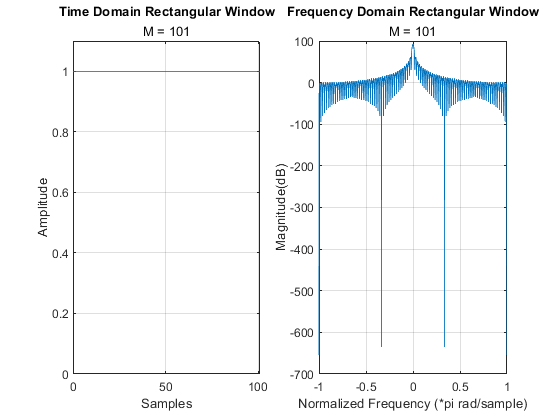 Time Domain Rectangular Window
M = 101
1
0.8
0.6
0.4
0.2
0
0
50
100
Amplitude
Samples
Frequency Domain Rectangular Window
M = 101
100
0
-100
-200
-300
-400
-500
-600
-700
-1
-0.5
0
0.5
1
Magnitude(dB)
Normalized Frequency (*pi rad/sample)